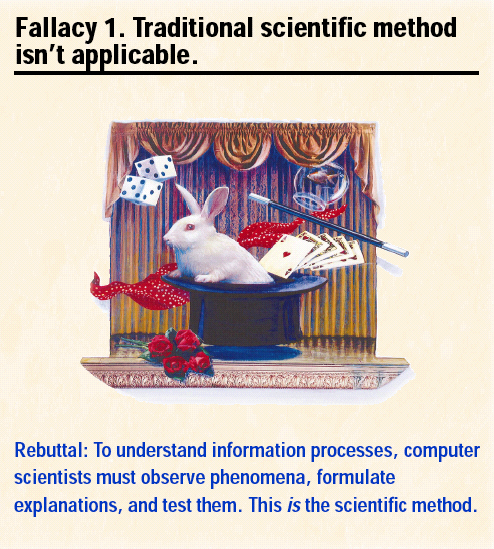 Fallacy 1. Traditional scientific method
isn't applicable.
Rebuttal: To understand information processes, computer
scientists must observe phenomena, formulate
explanations, and test them. This is the scientific method.